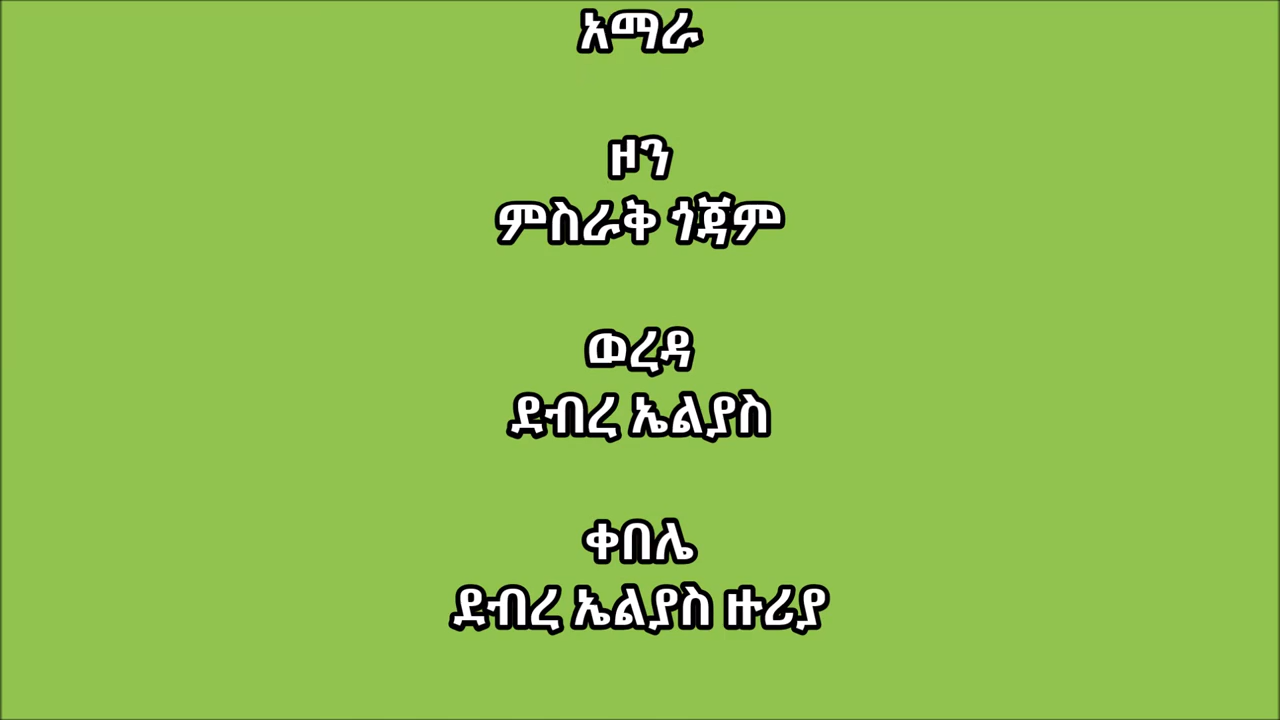 አማራ
ዞን
ምስራቅ ጎጃም
ወረዳ
ደብረ ኤልያስ
ቀበሌ
ደብረ ኤልያስ ዙሪያ